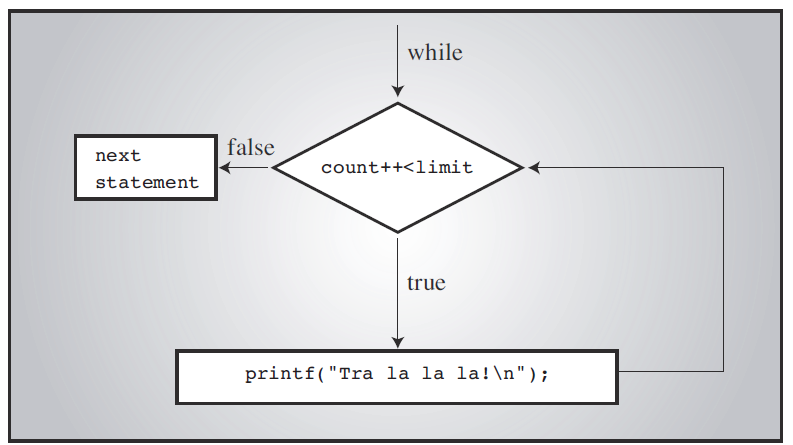 while
false
next
statement
count++<limit
true
printf("Tra la la la!\n");